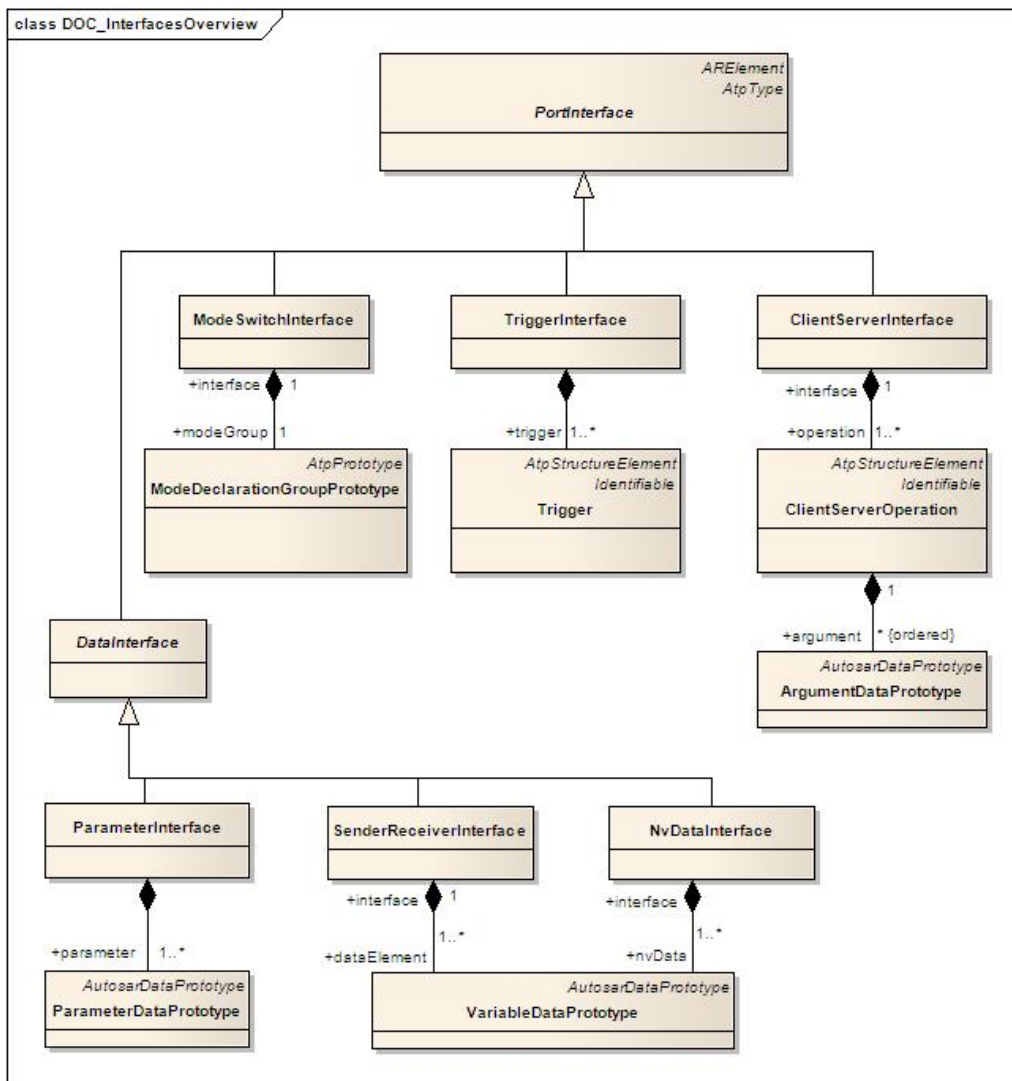 class DOC_InterfacesOverview
ARElement
AtpType
PortInterface
ModeSwitchInterface
TriggerInterface
ClientServerInterface
+interface 1
+interface 1
+modeGroup 1
+trigger 1..*
+operation 1..*
AtpPrototype
ModeDeclarationGroupPrototype
AtpStructureElement
Identifiable
Trigger
AtpStructureElement
Identifiable
ClientServerOperation
1
+argument * {ordered}
DataInterface
AutosarDataPrototype
ArgumentDataPrototype
ParameterInterface
SenderReceiverInterface
NvDataInterface
+interface 1
+interface
1..*
1..*
+parameter 1..*
+dataElement
+nvData
AutosarDataPrototype
ParameterDataPrototype
AutosarDataPrototype
VariableDataPrototype